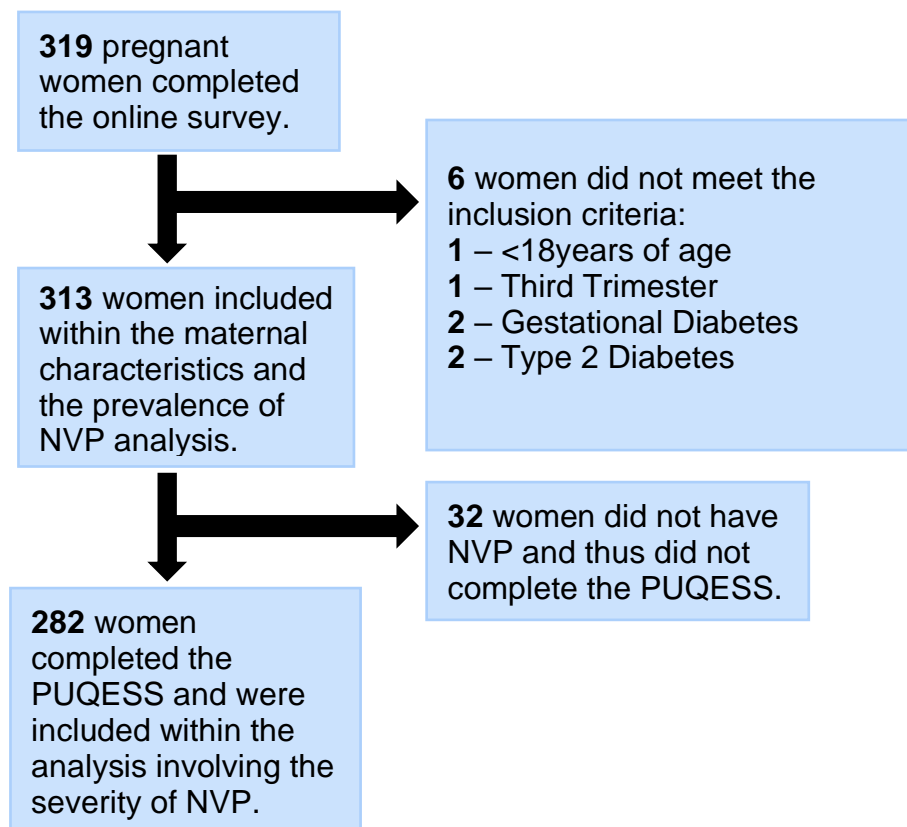 319 pregnant
women completed
the online survey.
6 women did not meet the
inclusion criteria:
1 – <18years of age
1 – Third Trimester
2 – Gestational Diabetes
2 – Type 2 Diabetes
313 women included
within the maternal
characteristics and
the prevalence of
NVP analysis.
32 women did not have
NVP and thus did not
complete the PUQESS.
282 women
completed the
PUQESS and were
included within the
analysis involving the
severity of NVP.